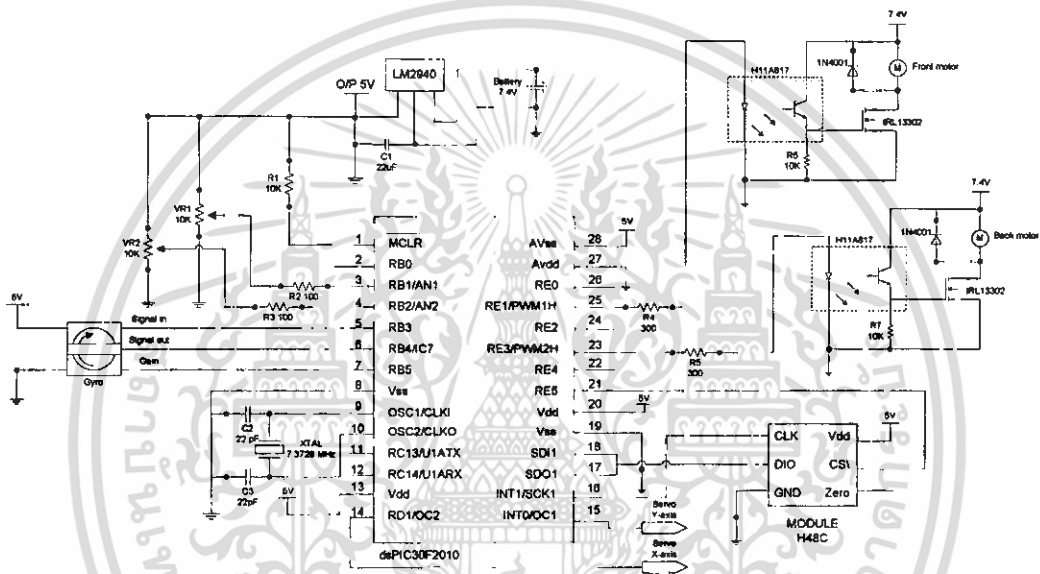 7.4V
1N4001
M
Front motor
H11A817
IRL13302
R6
10K
LM2940
O/P 5V
Battery
7.4V
C1
22uF
R1
10K
VR1
10K
VR2
10K
R2 100
R3 100
5V
Signal in
Signal out
Gain
Gyro
C2
22 pF
XTAL
7.3728 MHz
C3
22pF
5V
1 MCLR
2 RB0
3 RB1/AN1
4 RB2/AN2
5 RB3
6 RB4/IC7
7 RB5
8 Vss
9 OSC1/CLKI
10 OSC2/CLKO
11 RC13/U1ATX
12 RC14/U1ARX
13 Vdd
14 RD1/OC2
AVss 28
Avdd 27
RE0 26
RE1/PWM1H 25
RE2 24
RE3/PWM2H 23
RE4 22
RE5 21
Vdd 20
Vss 19
SDI1 18
SDO1 17
INT1/SCK1 16
INT0/OC1 15
dsPIC30F2010
5V
R4
300
R5
300
5V
7.4V
1N4001
M
Back motor
H11A817
IRL13302
R7
10K
5V
CLK Vdd
DIO CS\
GND Zero
MODULE
H48C
Servo
Y-axis
Servo
X-axis